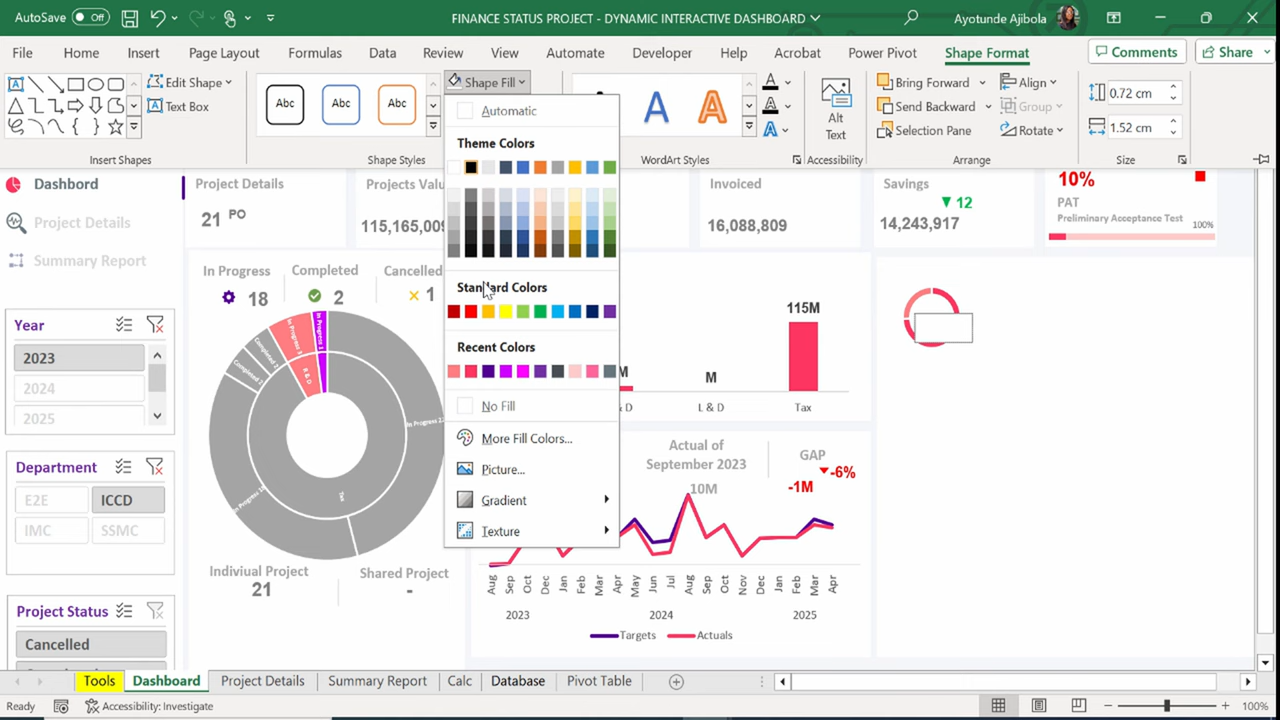 AutoSave Off
FINANCE STATUS PROJECT - DYNAMIC INTERACTIVE DASHBOARD
Ayotunde Ajibola
File Home Insert Page Layout Formulas Data Review View Automate Developer Help Acrobat Power Pivot Shape Format
Comments
Share
Edit Shape
Text Box
Insert Shapes
Abc Abc Abc
Shape Styles
Shape Fill
A A
WordArt Styles
Alt
Text
Accessibility
Bring Forward
Send Backward
Selection Pane
Align
Group
Rotate
Arrange
0.72 cm
1.52 cm
Size
Automatic
Theme Colors
Standard Colors
Recent Colors
No Fill
More Fill Colors...
Picture...
Gradient
Texture
Dashbord
Project Details
Summary Report
Year
2023
2024
2025
Department
E2E ICCD
IMC SSMC
Project Status
Cancelled
Project Details
21 PO
Projects Valu
115,165,009
Invoiced
16,088,809
Savings
▼ 12
14,243,917
10%
PAT
Preliminary Acceptance Test
100%
In Progress
18
Completed
2
Cancelled
1
In Progress 1
Completed 2
R & D
Tax
Indiviual Project
21
Shared Project
-
115M
M
M
L & D
Tax
Actual of
September 2023
10M
GAP
▼-6%
-1M
Aug Sep Oct Dec Jan Feb Mar Apr May Jun Jul Aug Sep Oct Nov Dec Jan Feb Mar Apr
2023 2024 2025
Targets Actuals
Tools Dashboard Project Details Summary Report Calc Database Pivot Table
Ready
Accessibility: Investigate
100%